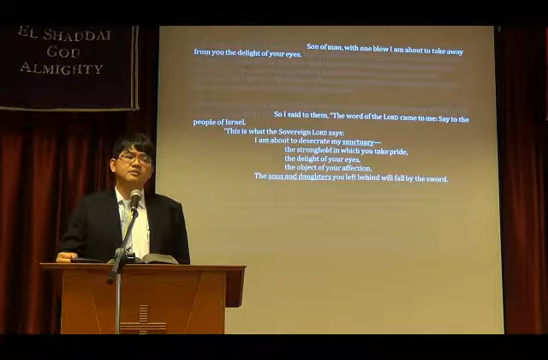 EL SHADDAI
GOD
ALMIGHTY
Son of man, with one blow I am about to take away
from you the delight of your eyes.
So I said to them, "The word of the LORD came to me: Say to the
people of Israel,
"This is what the Sovereign LORD says:
I am about to desecrate my sanctuary—
the stronghold in which you take pride,
the delight of your eyes,
the object of your affection.
The sons and daughters you left behind will fall by the sword.